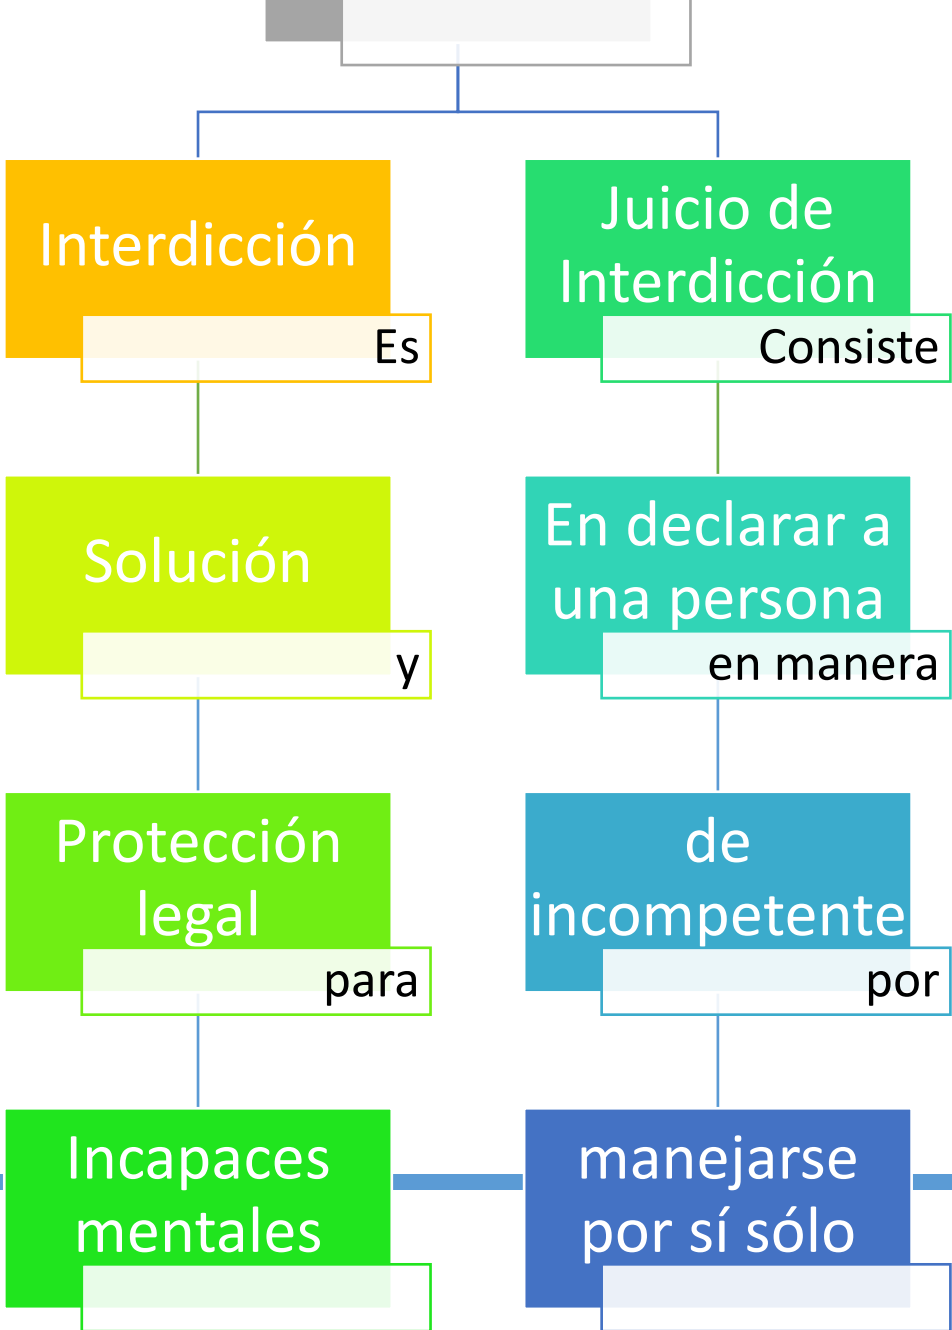 Interdicción
Es
Solución
y
Protección
legal
para
Incapaces
mentales
Juicio de
Interdicción
Consiste
En declarar a
una persona
en manera
de
incompetente
por
manejarse
por sí sólo